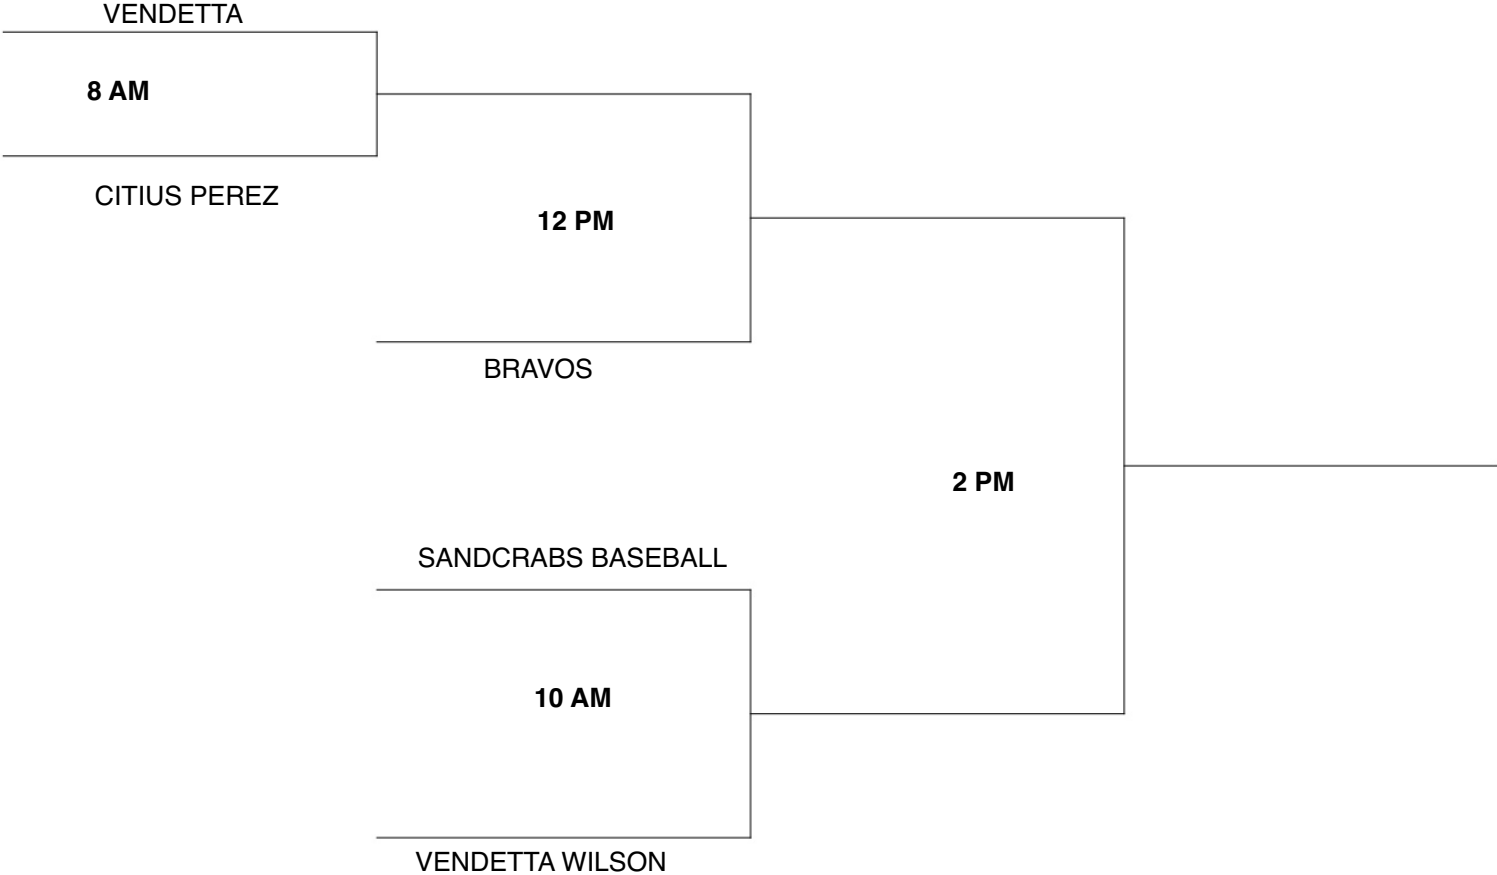 VENDETTA
8 AM
CITIUS PEREZ
12 PM
BRAVOS
2 PM
SANDCRABS BASEBALL
10 AM
VENDETTA WILSON